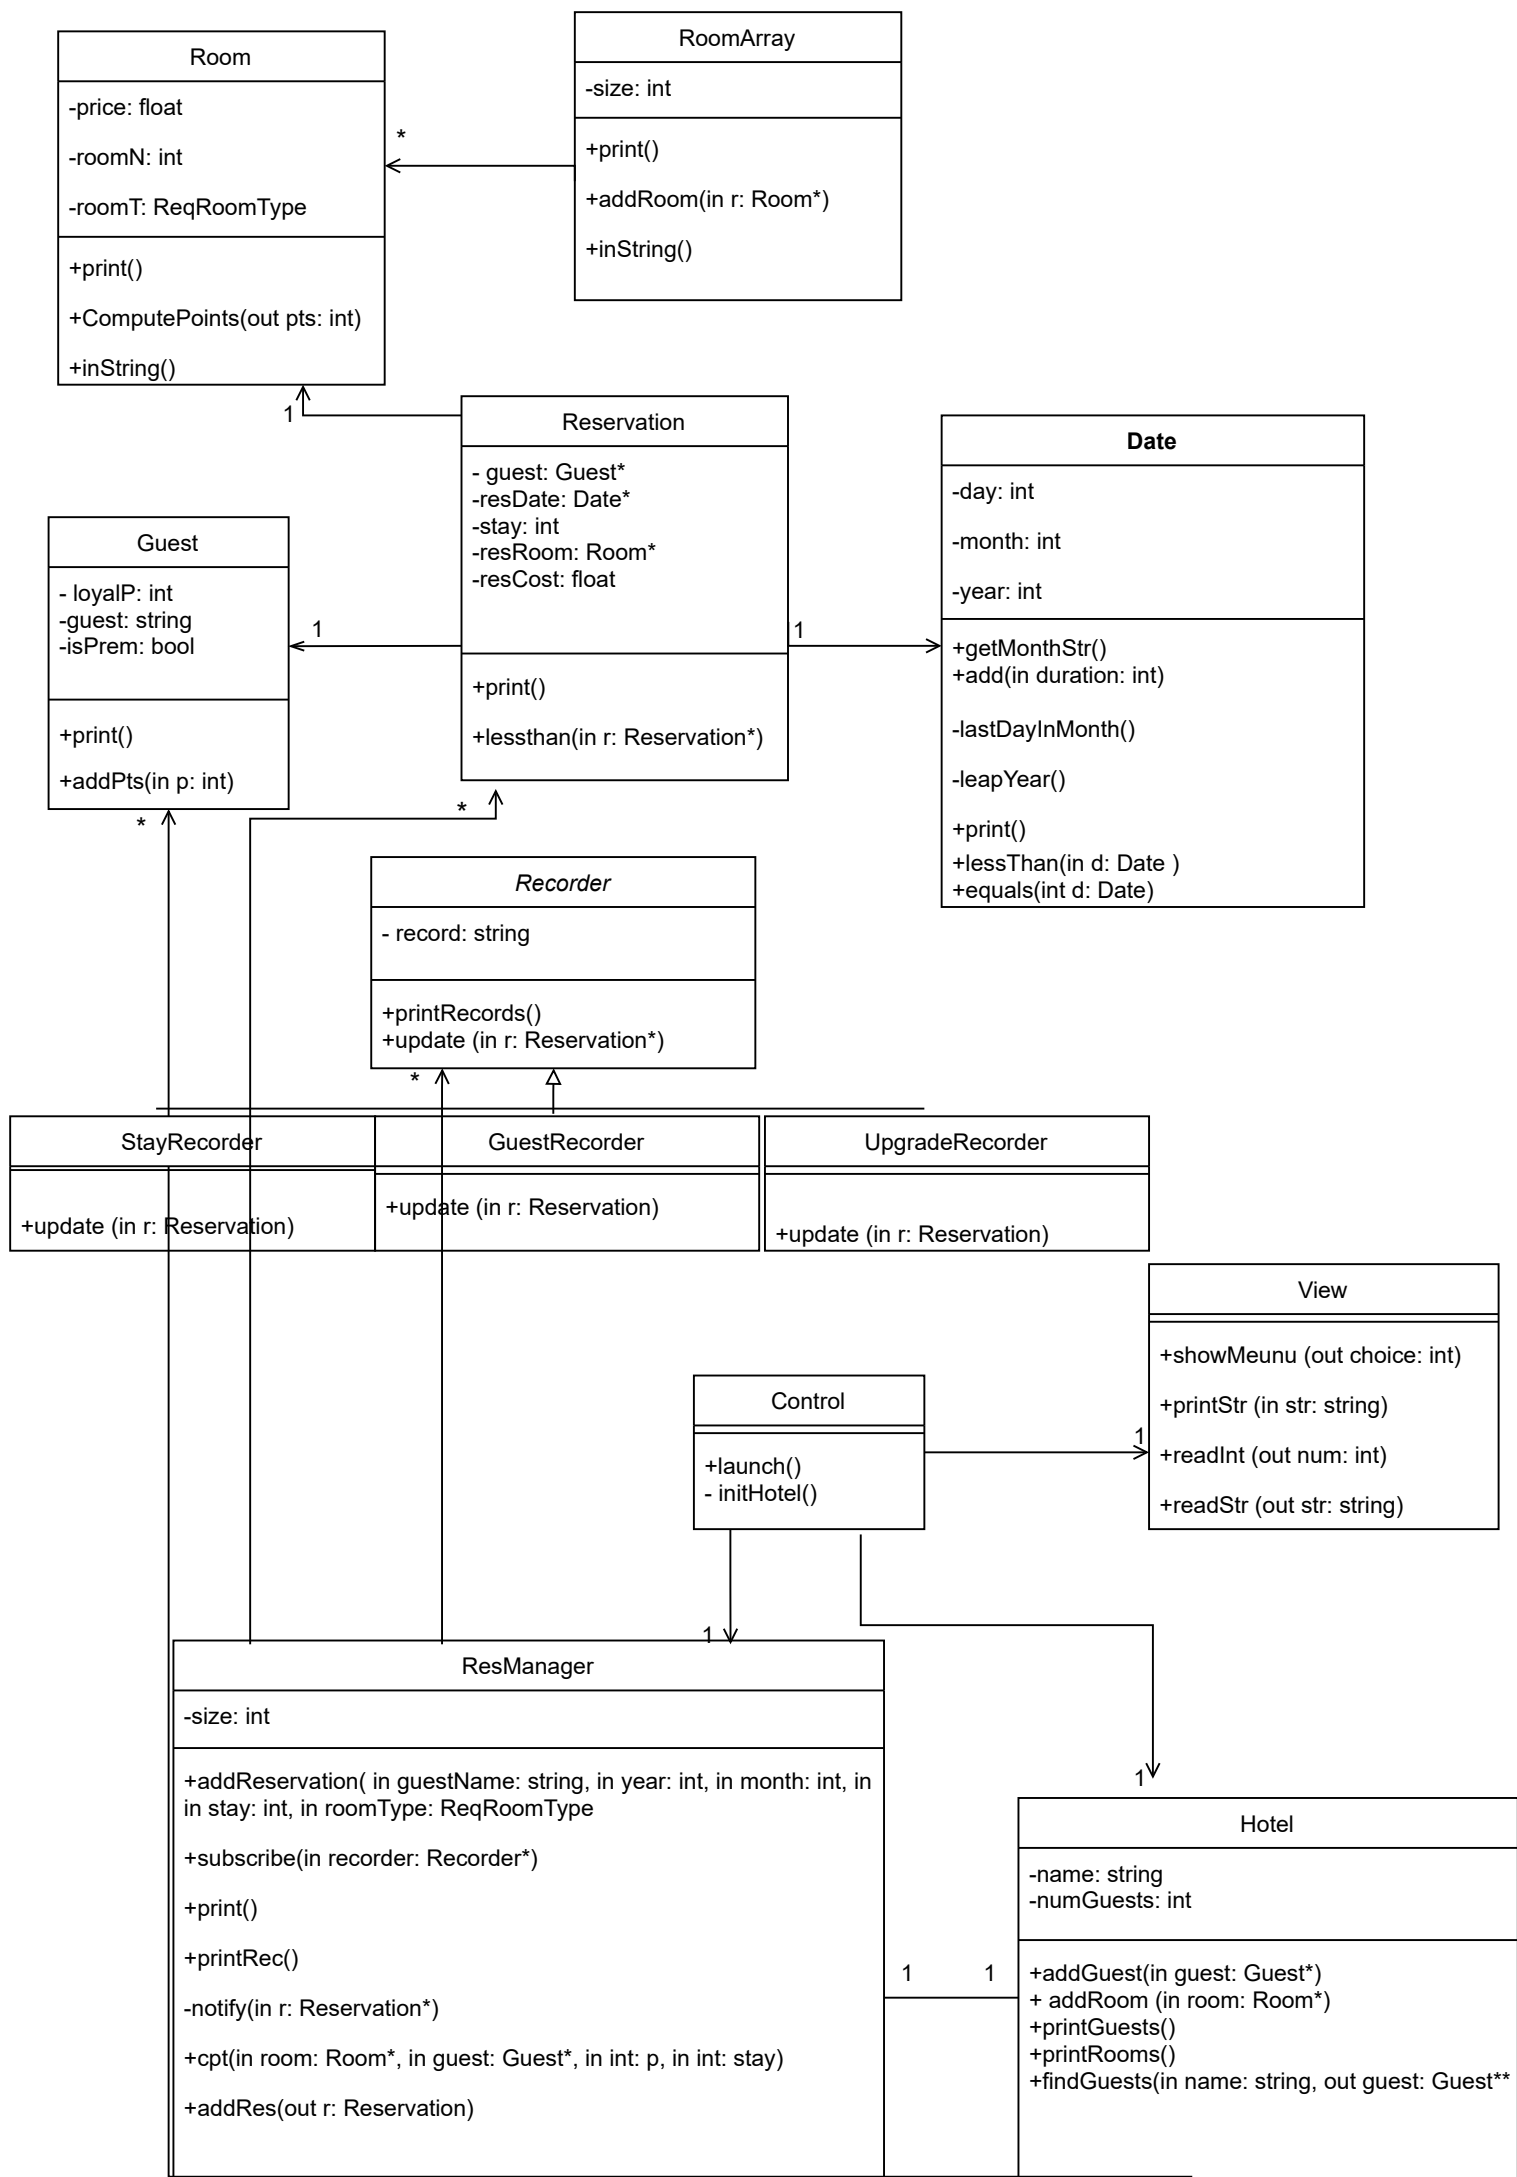 Room
-price: float
-roomN: int
-roomT: ReqRoomType
+print()
+ComputePoints(out pts: int)
+inString()
*
RoomArray
-size: int
+print()
+addRoom(in r: Room*)
+inString()
1
Reservation
- guest: Guest*
-resDate: Date*
-stay: int
-resRoom: Room*
-resCost: float
+print()
+lessthan(in r: Reservation*)
Date
-day: int
-month: int
-year: int
+getMonthStr()
+add(in duration: int)
-lastDayInMonth()
-leapYear()
+print()
+lessThan(in d: Date )
+equals(int d: Date)
Guest
- loyalP: int
-guest: string
-isPrem: bool
+print()
+addPts(in p: int)
1
1
*
*
Recorder
- record: string
+printRecords()
+update (in r: Reservation*)
*
StayRecorder
+update (in r: Reservation)
GuestRecorder
+update (in r: Reservation)
UpgradeRecorder
+update (in r: Reservation)
View
+showMeunu (out choice: int)
+printStr (in str: string)
+readInt (out num: int)
+readStr (out str: string)
Control
+launch()
- initHotel()
1
1
1
ResManager
-size: int
+addReservation( in guestName: string, in year: int, in month: int, in
in stay: int, in roomType: ReqRoomType
+subscribe(in recorder: Recorder*)
+print()
+printRec()
-notify(in r: Reservation*)
+cpt(in room: Room*, in guest: Guest*, in int: p, in int: stay)
+addRes(out r: Reservation)
1 1
Hotel
-name: string
-numGuests: int
+addGuest(in guest: Guest*)
+ addRoom (in room: Room*)
+printGuests()
+printRooms()
+findGuests(in name: string, out guest: Guest**